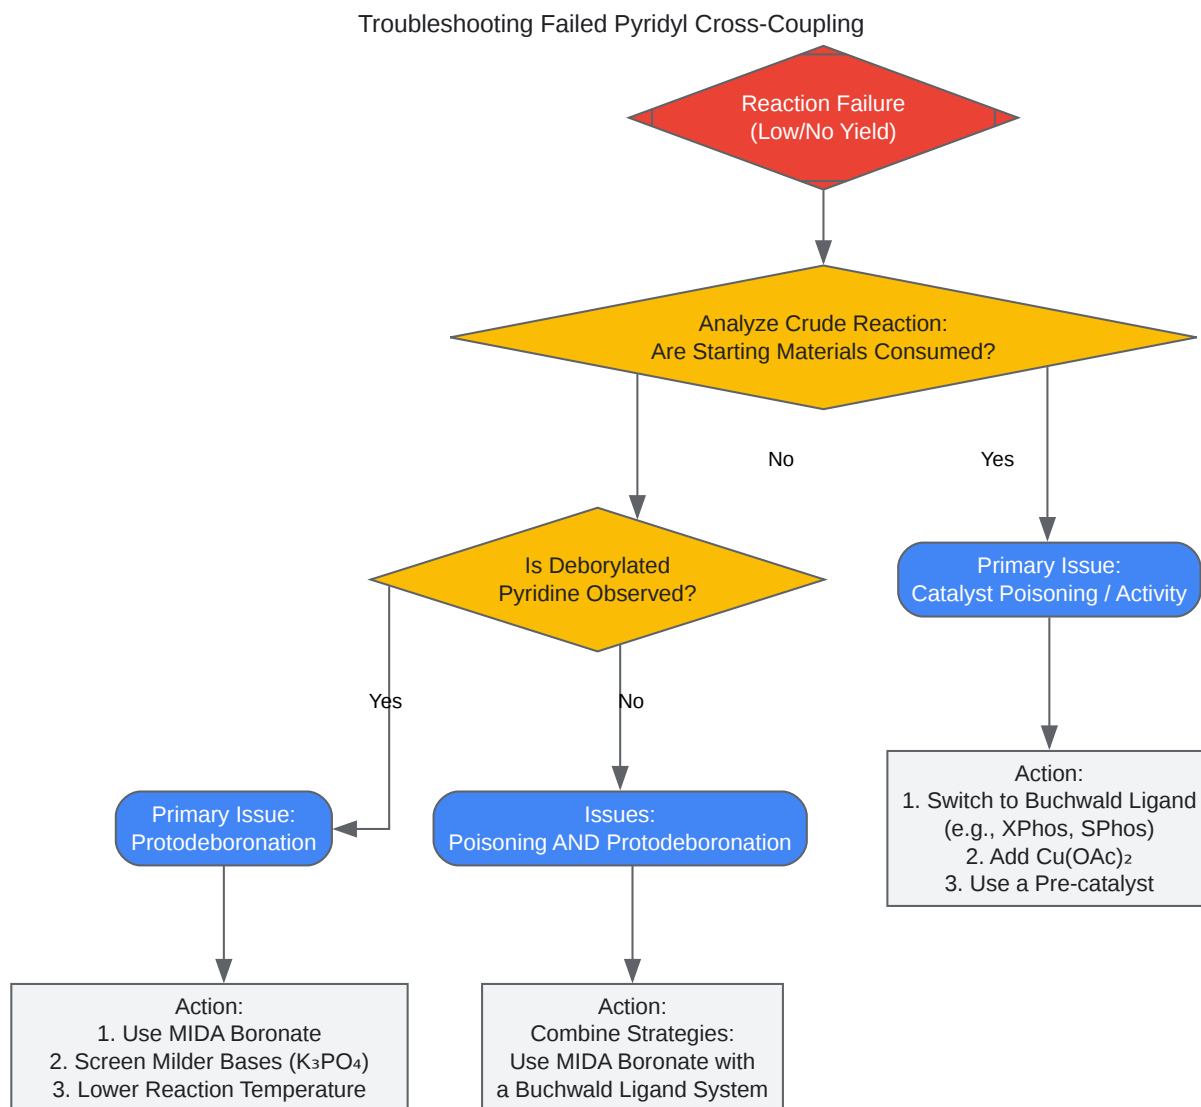 Troubleshooting Failed Pyridyl Cross-Coupling
Reaction Failure
(Low/No Yield)
Analyze Crude Reaction:
Are Starting Materials Consumed?
No
Yes
Is Deborylated
Pyridine Observed?
Primary Issue:
Catalyst Poisoning / Activity
Yes
No
Primary Issue:
Protodeboronation
Issues:
Poisoning AND Protodeboronation
Action:
1. Switch to Buchwald Ligand
(e.g., XPhos, SPhos)
2. Add Cu(OAc)₂
3. Use a Pre-catalyst
Action:
1. Use MIDA Boronate
2. Screen Milder Bases (K₃PO₄)
3. Lower Reaction Temperature
Action:
Combine Strategies:
Use MIDA Boronate with
a Buchwald Ligand System